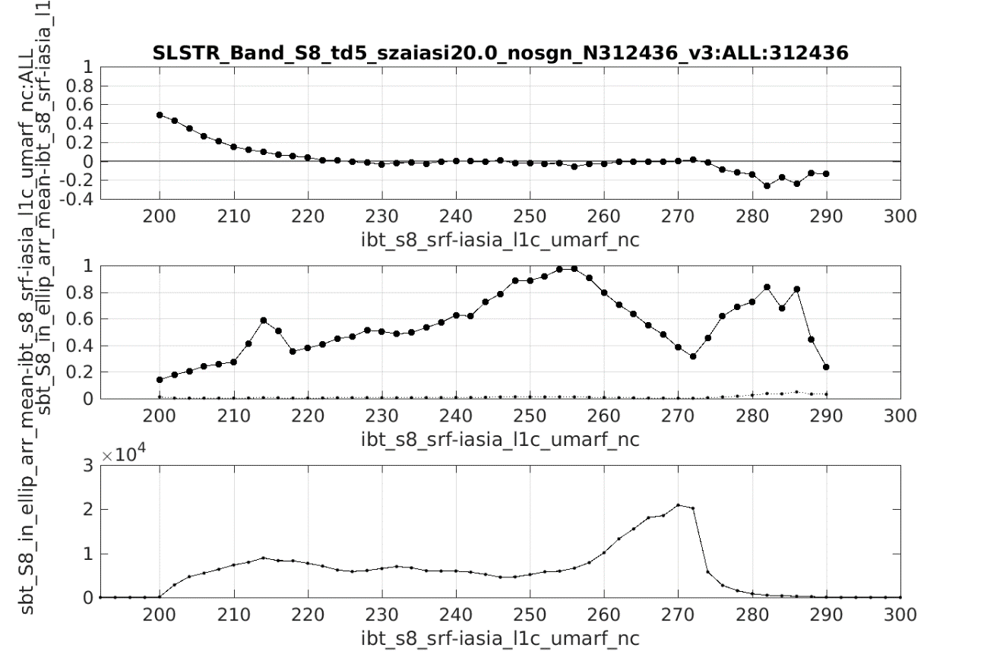 SLSTR_Band_S8_td5_szaiasi20.0_nosgn_N312436_v3:ALL:312436
1
0.8
0.6
0.4
0.2
0
-0.2
-0.4
200 210 220 230 240 250 260 270 280 290 300
ibt_s8_srf-iasia_l1c_umarf_nc
sbt_S8_in_ellip_arr_mean-ibt_s8_srf-iasia_l1
1
0.8
0.6
0.4
0.2
0
200 210 220 230 240 250 260 270 280 290 300
ibt_s8_srf-iasia_l1c_umarf_nc
sbt_S8_in_ellip_arr_mean-ibt_s8_srf-iasia_l1c_umarf_nc:ALL
×10⁴
3
2
1
0
200 210 220 230 240 250 260 270 280 290 300
ibt_s8_srf-iasia_l1c_umarf_nc